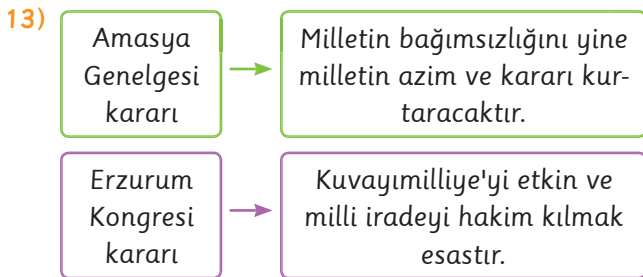 13)
Amasya
Genelgesi
kararı
Milletin bağımsızlığını yine
milletin azim ve kararı kur-
taracaktır.
Erzurum
Kongresi
kararı
Kuvayımilliye'yi etkin ve
milli iradeyi hakim kılmak
esastır.